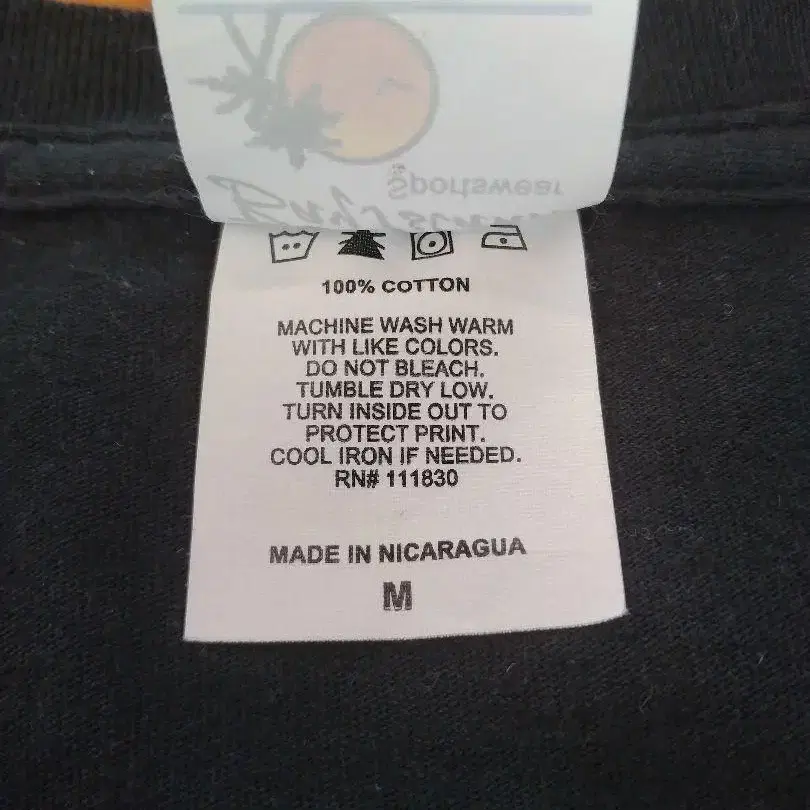 Sportswear
100% COTTON
MACHINE WASH WARM
WITH LIKE COLORS.
DO NOT BLEACH.
TUMBLE DRY LOW.
TURN INSIDE OUT TO
PROTECT PRINT.
COOL IRON IF NEEDED.
RN# 111830
MADE IN NICARAGUA
M